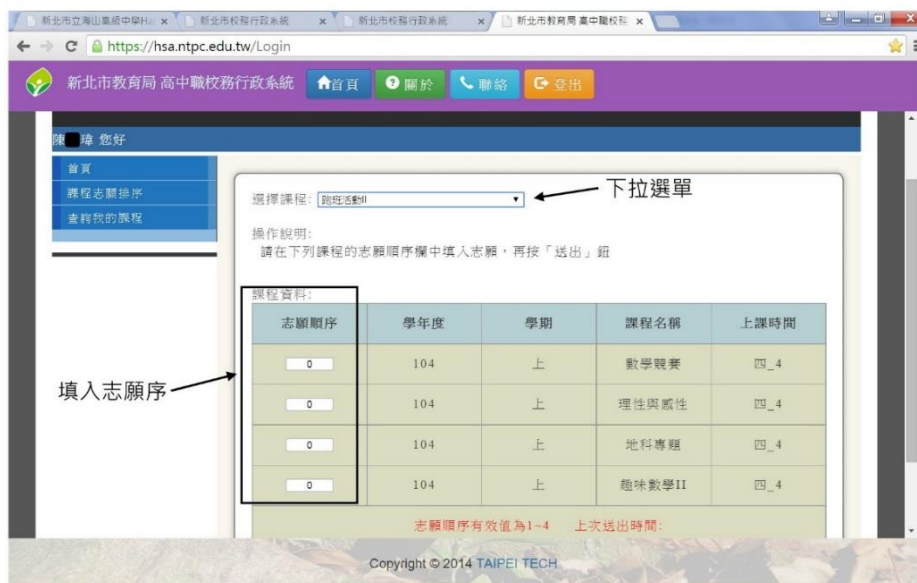 新北市立海山高級中學H
新北市校務行政系統
新北市校務行政系統
新北市教育局 高中職校務
https://hsa.ntpc.edu.tw/Login
新北市教育局 高中職校務行政系統 首頁 關於 聯絡 登出
陳 瑋 您好
首頁
課程志願排序
查詢我的課程
選擇課程: 跑班活動II
下拉選單
操作說明:
請在下列課程的志願順序欄中填入志願，再按「送出」鈕
課程資料:
志願順序 學年度 學期 課程名稱 上課時間
0 104 上 數學競賽 四_4
填入志願序
0 104 上 理性與感性 四_4
0 104 上 地科專題 四_4
0 104 上 趣味數學II 四_4
志願順序有效值為1~4 上次送出時間:
Copyright © 2014 TAIPEI TECH